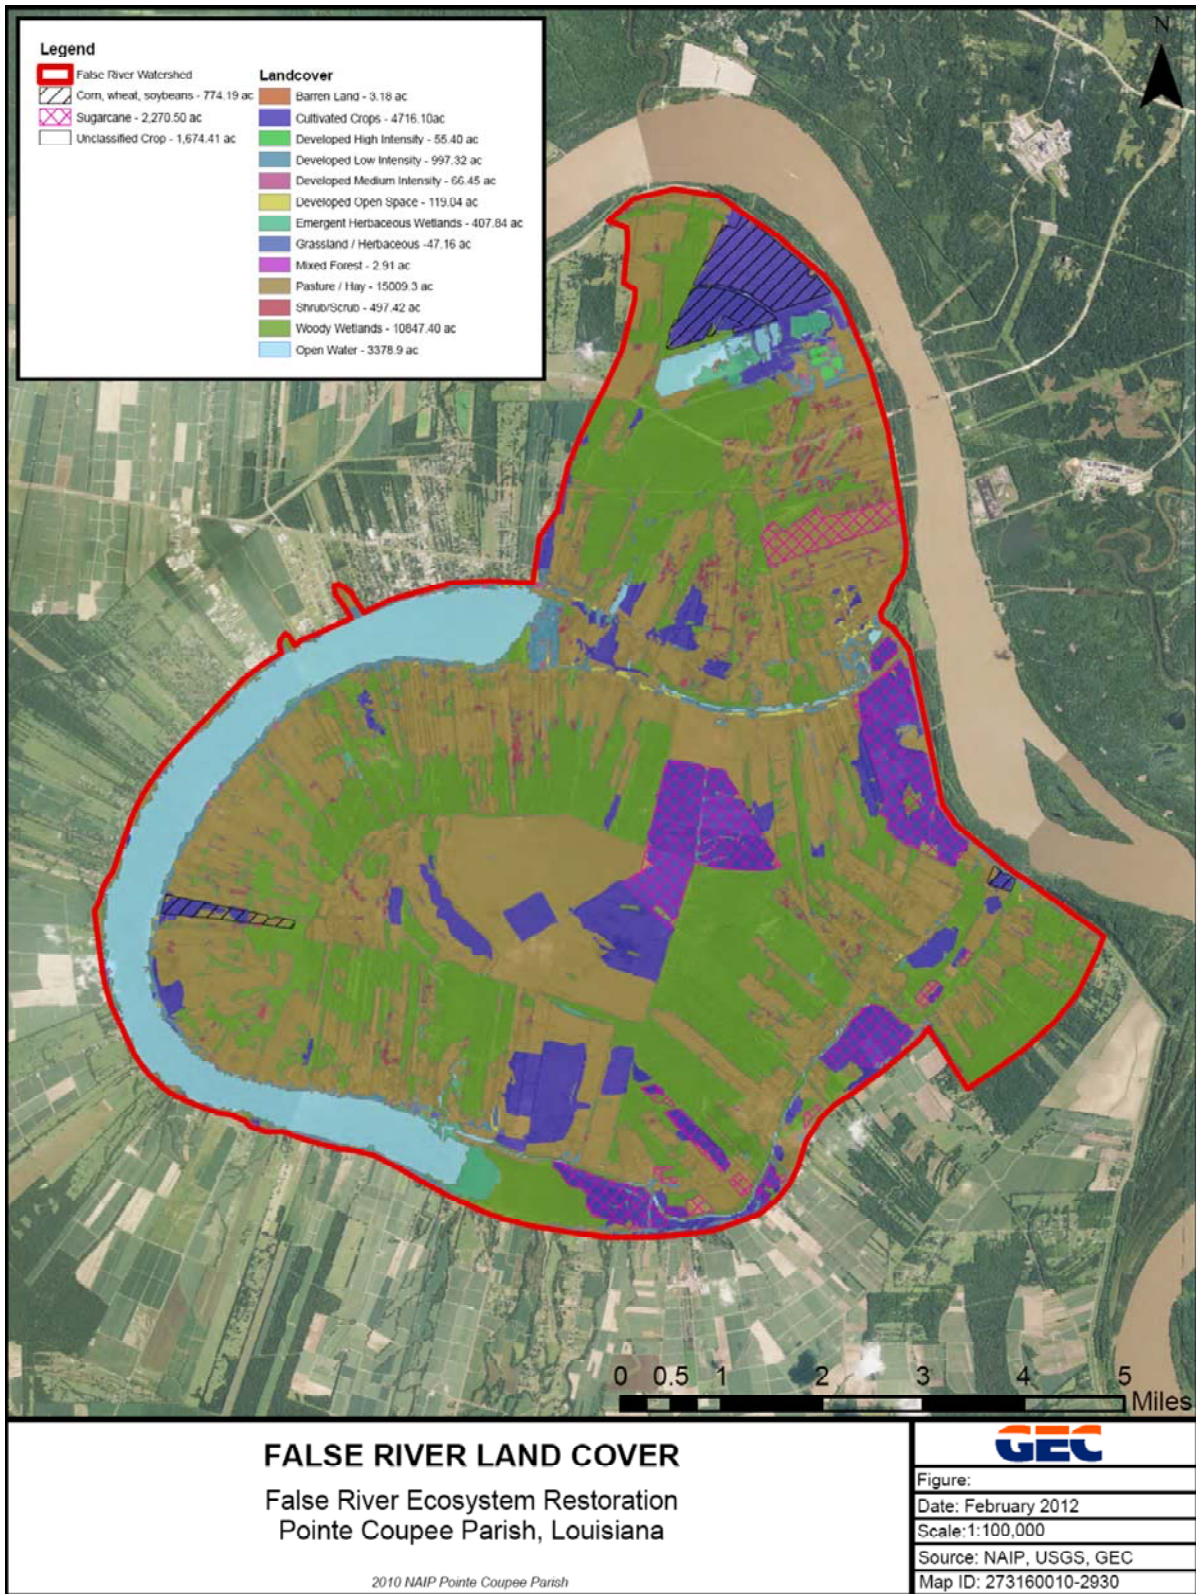 Legend
False River Watershed
Corn, wheat, soybeans - 774.19 ac
Sugarcane - 2,270.50 ac
Unclassified Crop - 1,674.41 ac
Landcover
Barren Land - 3.18 ac
Cultivated Crops - 4716.10ac
Developed High Intensity - 55.40 ac
Developed Low Intensity - 997.32 ac
Developed Medium Intensity - 66.45 ac
Developed Open Space - 119.04 ac
Emergent Herbaceous Wetlands - 407.84 ac
Grassland / Herbaceous -47.16 ac
Mixed Forest - 2.91 ac
Pasture / Hay - 15009.3 ac
Shrub/Scrub - 497.42 ac
Woody Wetlands - 10847.40 ac
Open Water - 3378.9 ac
N
0 0.5 1 2 3 4 5
Miles
FALSE RIVER LAND COVER
False River Ecosystem Restoration
Pointe Coupee Parish, Louisiana
2010 NAIP Pointe Coupee Parish
GEC
Figure:
Date: February 2012
Scale:1:100,000
Source: NAIP, USGS, GEC
Map ID: 273160010-2930